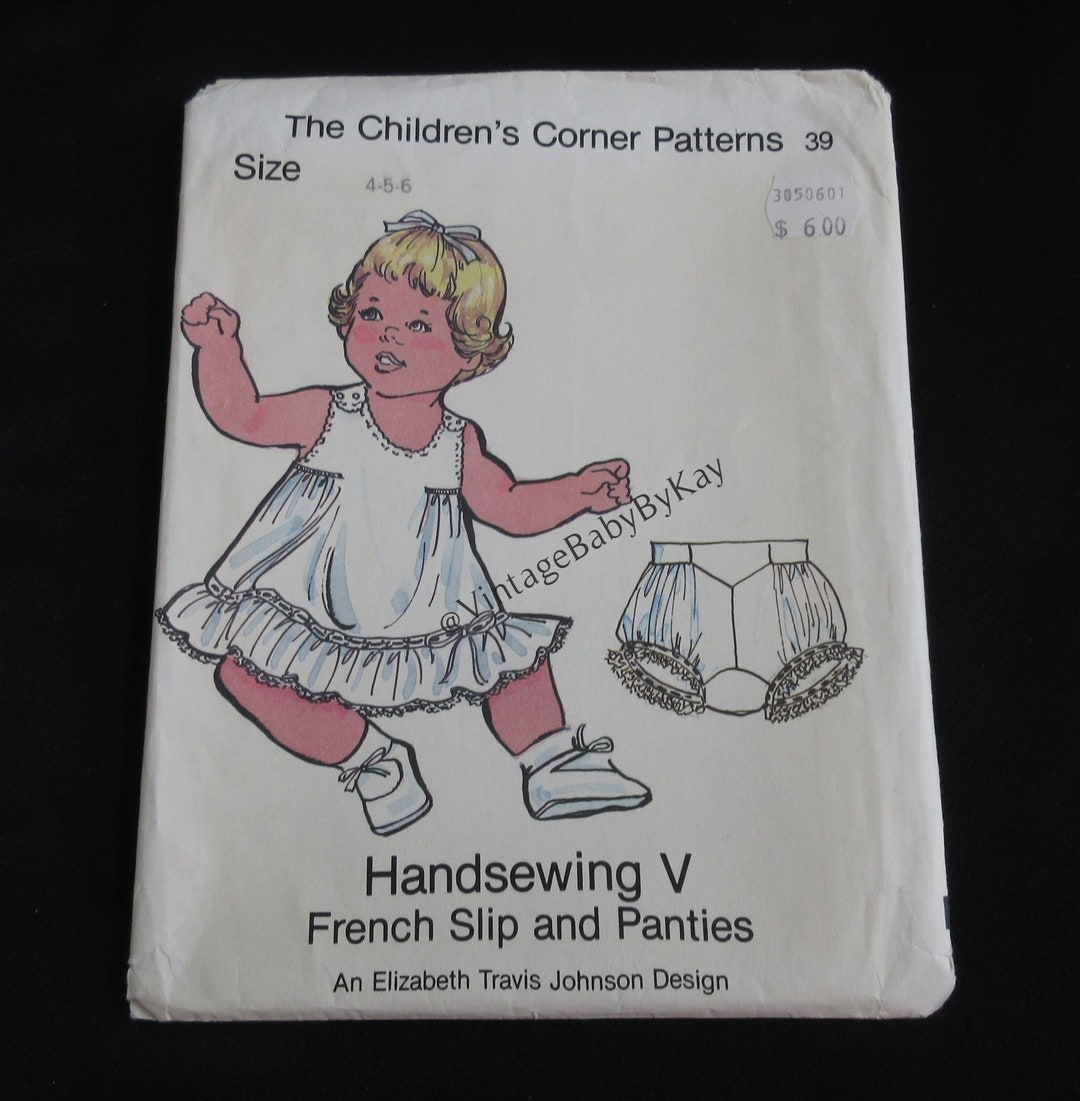 The Children's Corner Patterns 39
Size
4-5-6
3050601
$ 6.00
@VintageBabyByKay
Handsewing V
French Slip and Panties
An Elizabeth Travis Johnson Design